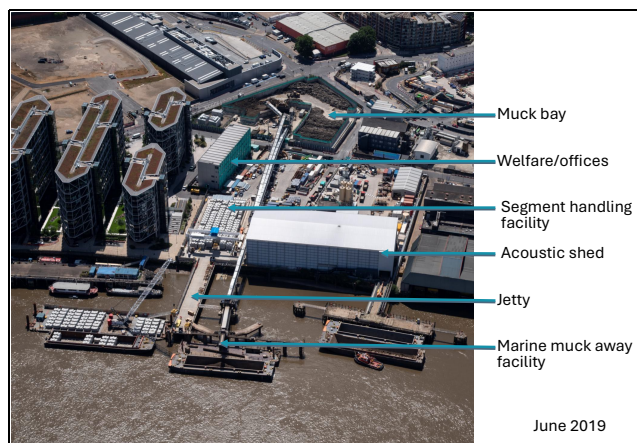 Muck bay
Welfare/offices
Segment handling
facility
Acoustic shed
Jetty
Marine muck away
facility
June 2019